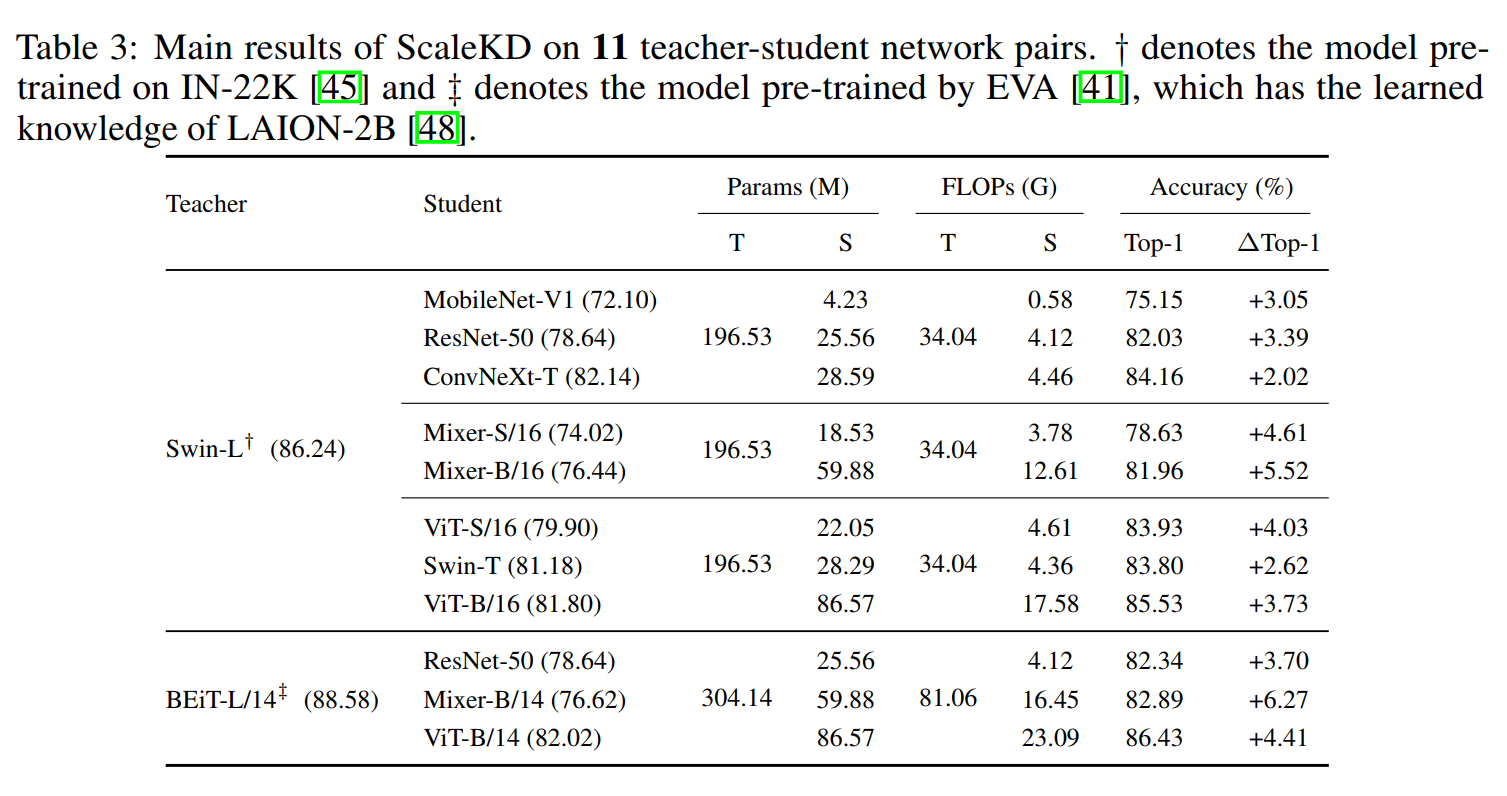 Table 3: Main results of ScaleKD on 11 teacher-student network pairs. † denotes the model pre-
trained on IN-22K [45] and ‡ denotes the model pre-trained by EVA [41], which has the learned
knowledge of LAION-2B [48].
Teacher Student Params (M) FLOPs (G) Accuracy (%)
T S T S Top-1 ΔTop-1
MobileNet-V1 (72.10) 4.23 0.58 75.15 +3.05
ResNet-50 (78.64) 196.53 25.56 34.04 4.12 82.03 +3.39
ConvNeXt-T (82.14) 28.59 4.46 84.16 +2.02
Mixer-S/16 (74.02) 18.53 3.78 78.63 +4.61
Swin-L† (86.24) 196.53 34.04
Mixer-B/16 (76.44) 59.88 12.61 81.96 +5.52
ViT-S/16 (79.90) 22.05 4.61 83.93 +4.03
Swin-T (81.18) 196.53 28.29 34.04 4.36 83.80 +2.62
ViT-B/16 (81.80) 86.57 17.58 85.53 +3.73
ResNet-50 (78.64) 25.56 4.12 82.34 +3.70
BEiT-L/14‡ (88.58) Mixer-B/14 (76.62) 304.14 59.88 81.06 16.45 82.89 +6.27
ViT-B/14 (82.02) 86.57 23.09 86.43 +4.41